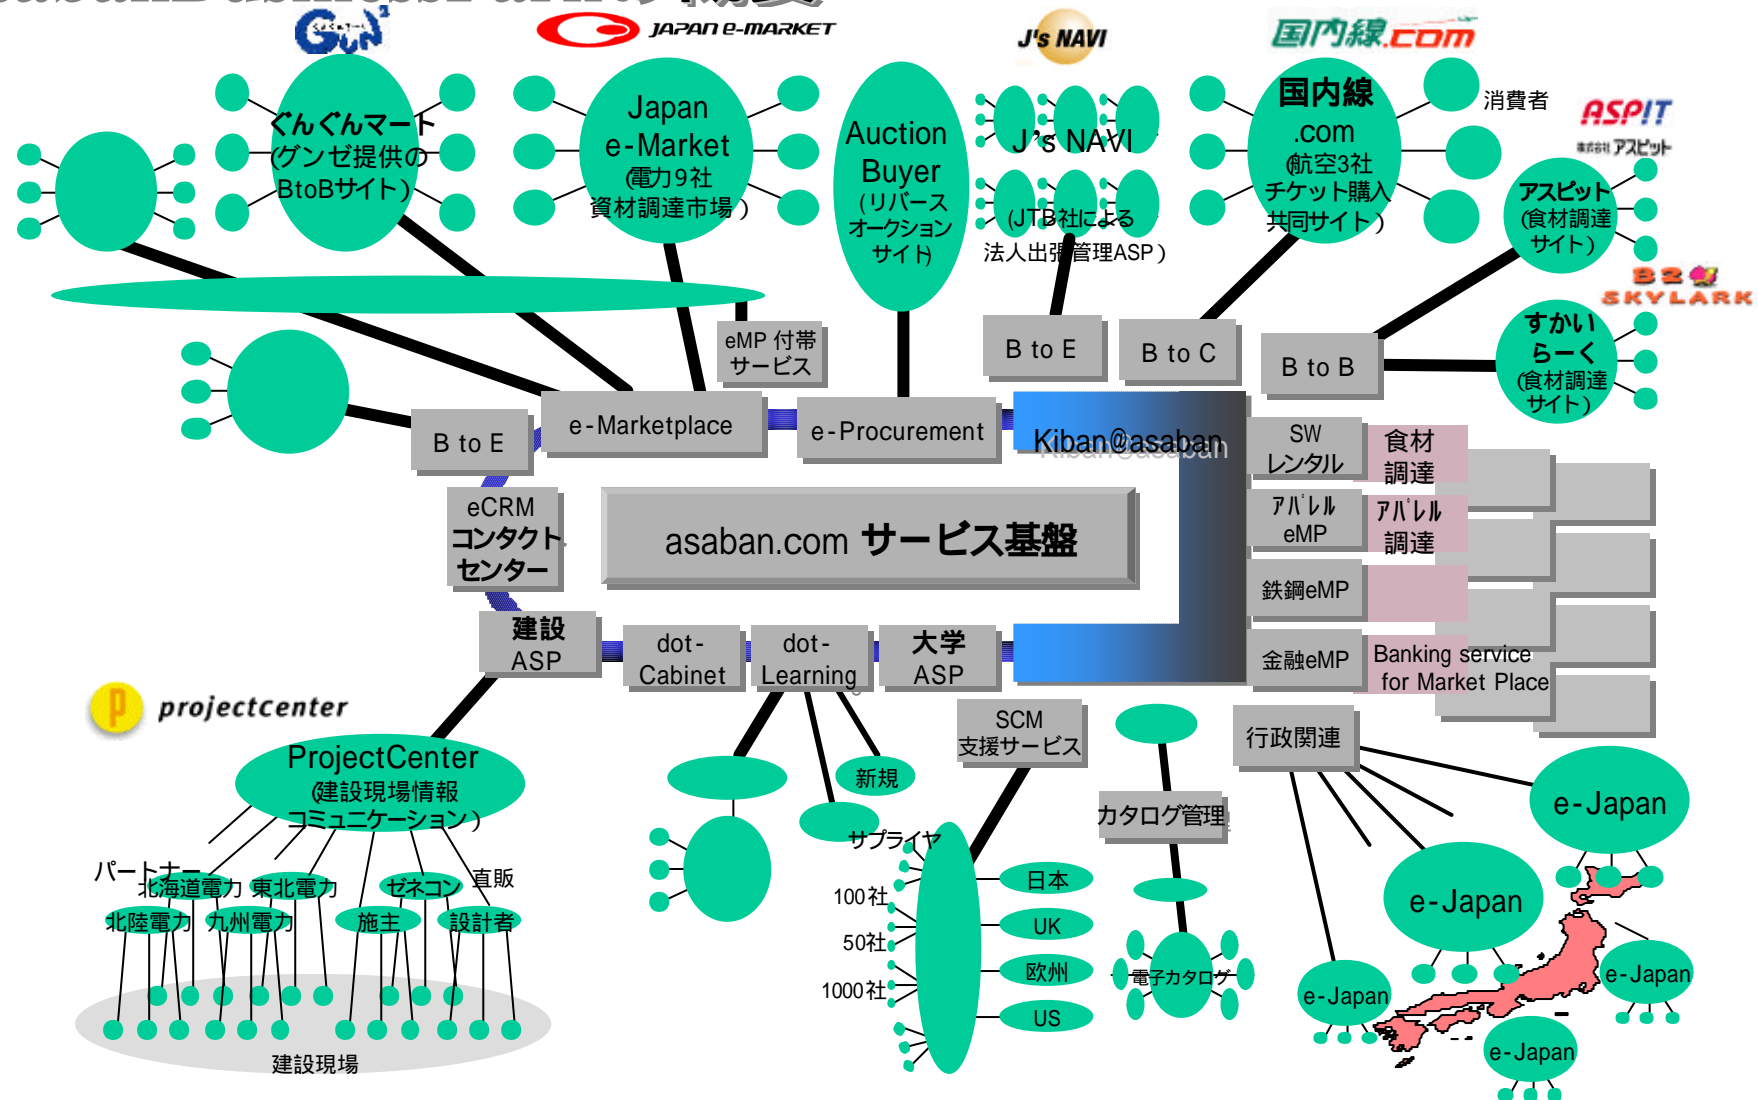 JAPAN e-MARKET
J's NAVI
国内線.com
ぐんぐんマート
(グンゼ提供の
BtoBサイト)
Japan
e-Market
(電力9社
資材調達市場)
Auction
Buyer
(リバース
オークション
サイト)
J's NAVI
(JTB社による
法人出張管理ASP)
国内線
.com
(航空3社
チケット購入
共同サイト)
消費者
ASPIT
株式会社 アスピット
アスピット
(食材調達
サイト)
B2
SKYLARK
すかい
らーく
(食材調達
サイト)
eMP 付帯
サービス
B to E
B to C
B to B
B to E
e-Marketplace
e-Procurement
Kiban@asaban
SW
レンタル
食材
調達
eCRM
コンタクト
センター
asaban.com サービス基盤
アパレル
eMP
アパレル
調達
鉄鋼eMP
建設
ASP
dot-
Cabinet
dot-
Learning
大学
ASP
金融eMP
Banking service
for Market Place
projectcenter
SCM
支援サービス
行政関連
ProjectCenter
(建設現場情報
コミュニケーション)
新規
カタログ管理
サプライヤ
e-Japan
パートナー
北海道電力
東北電力
ゼネコン
直販
北陸電力
九州電力
施主
設計者
100社
50社
1000社
日本
UK
欧州
US
電子カタログ
e-Japan
e-Japan
e-Japan
e-Japan
建設現場